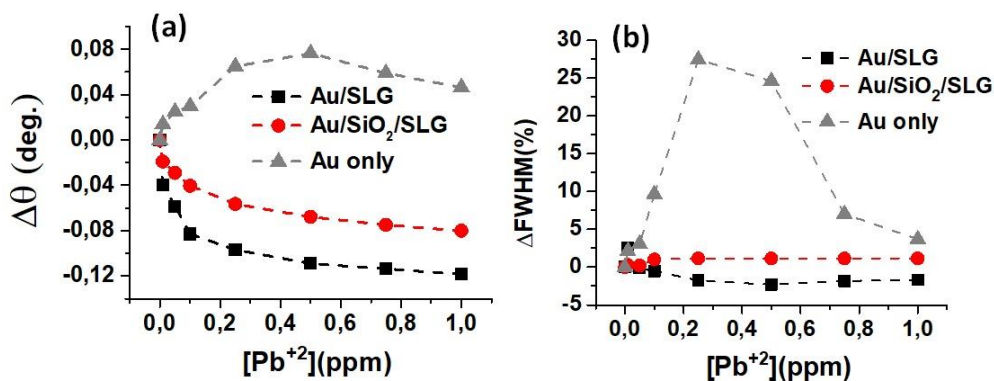 (a)
0,08
0,04
0,00
-0,04
-0,08
-0,12
Δθ (deg.)
Au/SLG
Au/SiO₂/SLG
Au only
0,0 0,2 0,4 0,6 0,8 1,0
[Pb⁺²](ppm)
(b)
30
25
20
15
10
5
0
-5
ΔFWHM(%)
Au/SLG
Au/SiO₂/SLG
Au only
0,0 0,2 0,4 0,6 0,8 1,0
[Pb⁺²](ppm)